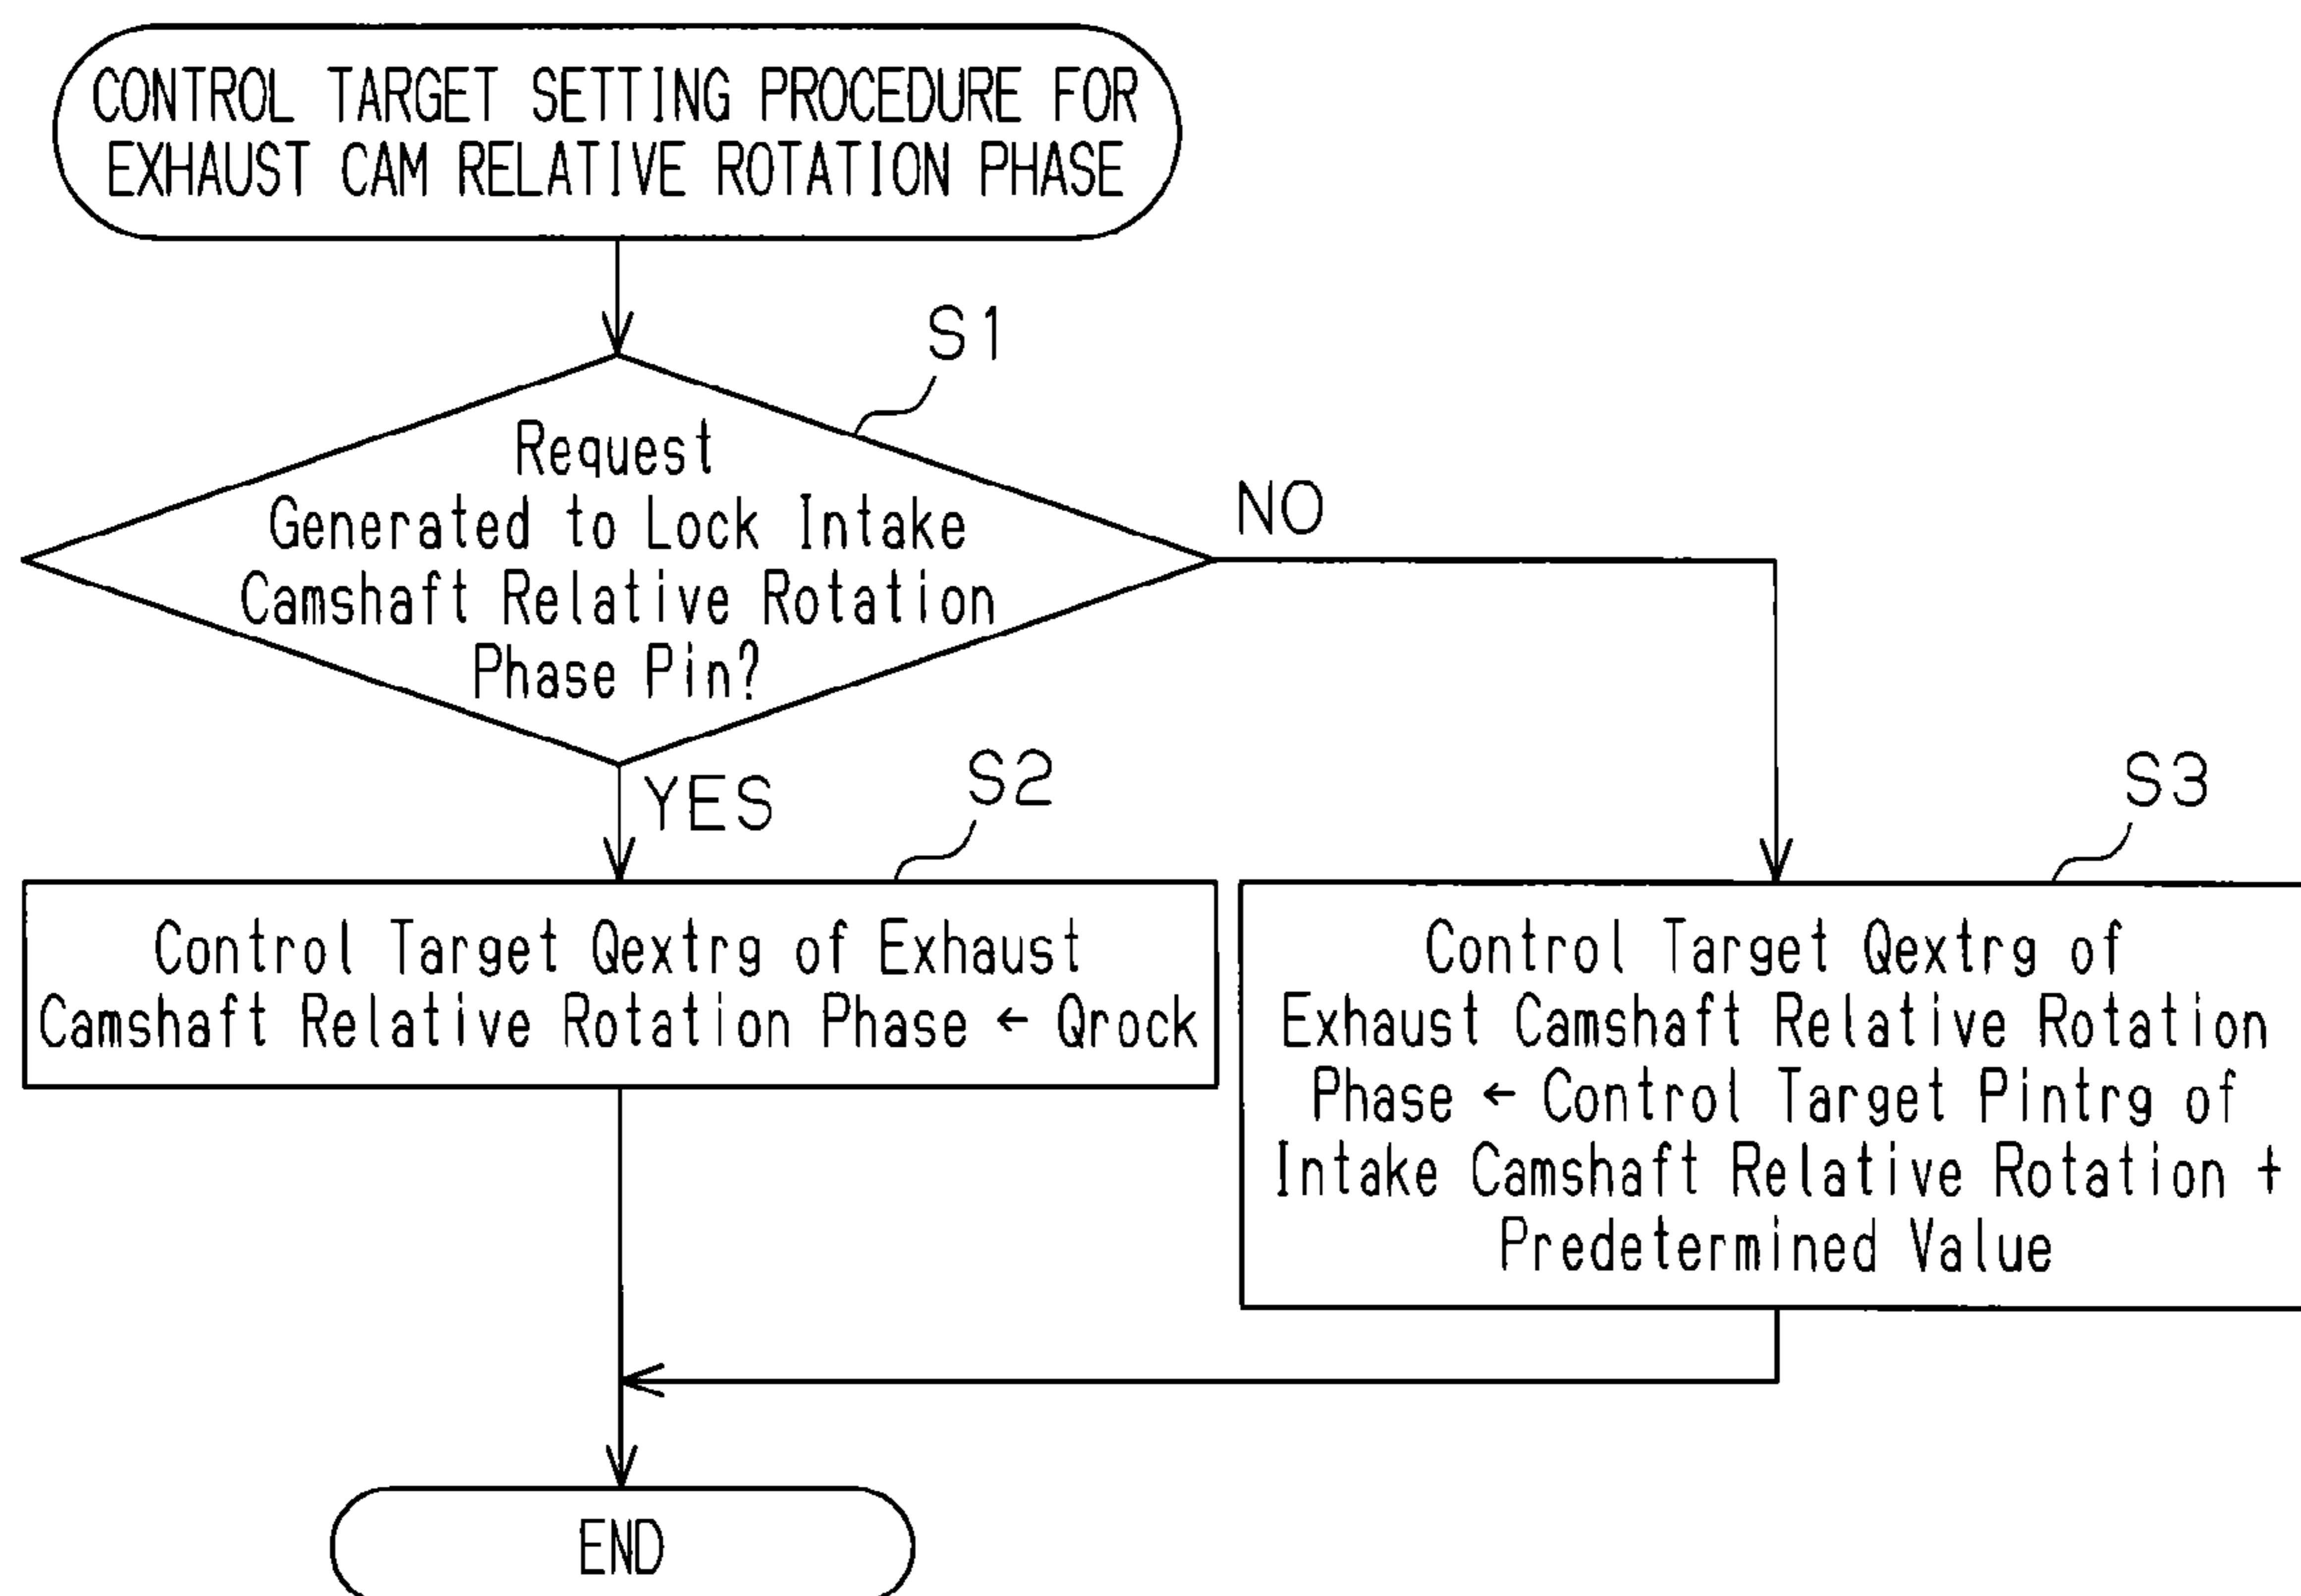 CONTROL TARGET SETTING PROCEDURE FOR
EXHAUST CAM RELATIVE ROTATION PHASE
S1
Request
Generated to Lock Intake
Camshaft Relative Rotation
Phase Pin?
NO
YES
S2
Control Target Qextrg of Exhaust
Camshaft Relative Rotation Phase ← Qrock
S3
Control Target Qextrg of
Exhaust Camshaft Relative Rotation
Phase ← Control Target Pintrg of
Intake Camshaft Relative Rotation +
Predetermined Value
END